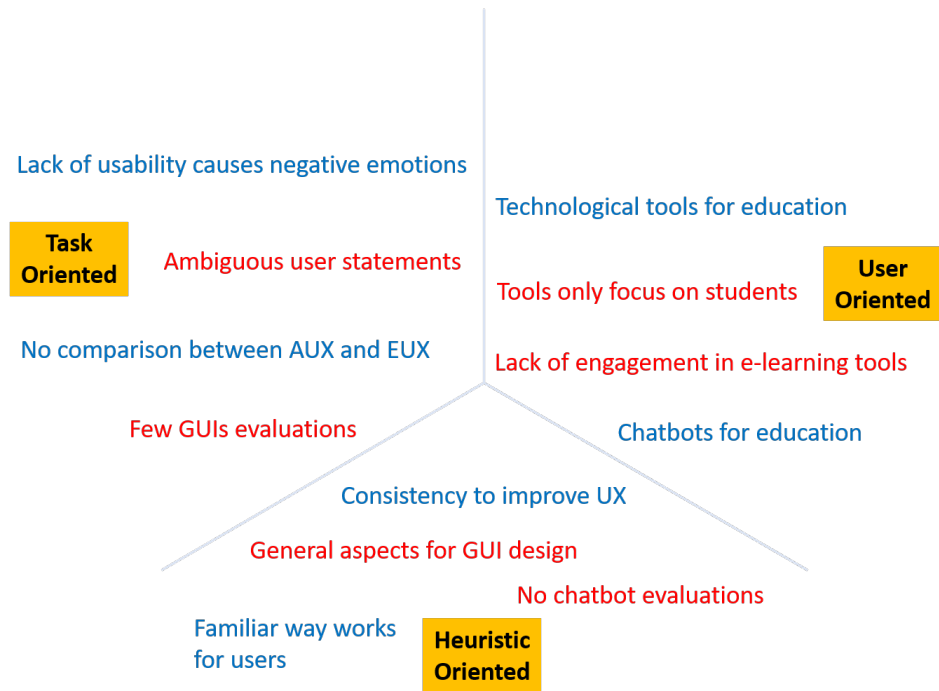 Lack of usability causes negative emotions
Task
Oriented
Ambiguous user statements
No comparison between AUX and EUX
Few GUIs evaluations
Technological tools for education
User
Oriented
Tools only focus on students
Lack of engagement in e-learning tools
Chatbots for education
Consistency to improve UX
General aspects for GUI design
No chatbot evaluations
Familiar way works
for users
Heuristic
Oriented